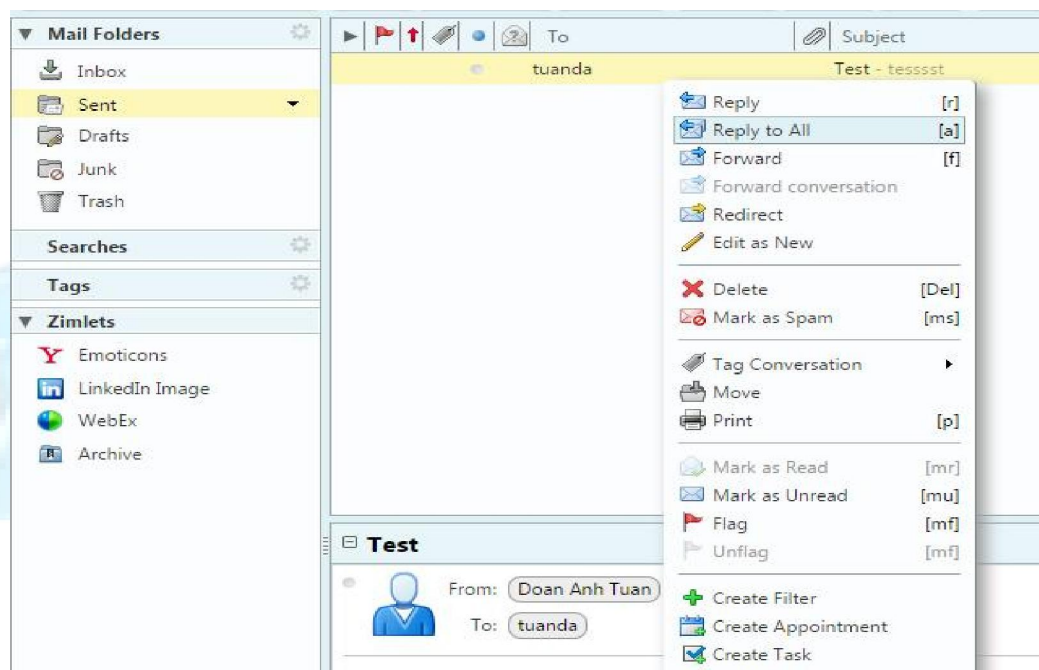 Mail Folders
Inbox
Sent
Drafts
Junk
Trash
Searches
Tags
Zimlets
Emoticons
LinkedIn Image
WebEx
Archive
To Subject
tuanda Test - tesssst
Reply [r]
Reply to All [a]
Forward [f]
Forward conversation
Redirect
Edit as New
Delete [Del]
Mark as Spam [ms]
Tag Conversation
Move
Print [p]
Mark as Read [mr]
Mark as Unread [mu]
Flag [mf]
Unflag [mf]
Create Filter
Create Appointment
Create Task
Test
From: Doan Anh Tuan
To: tuanda